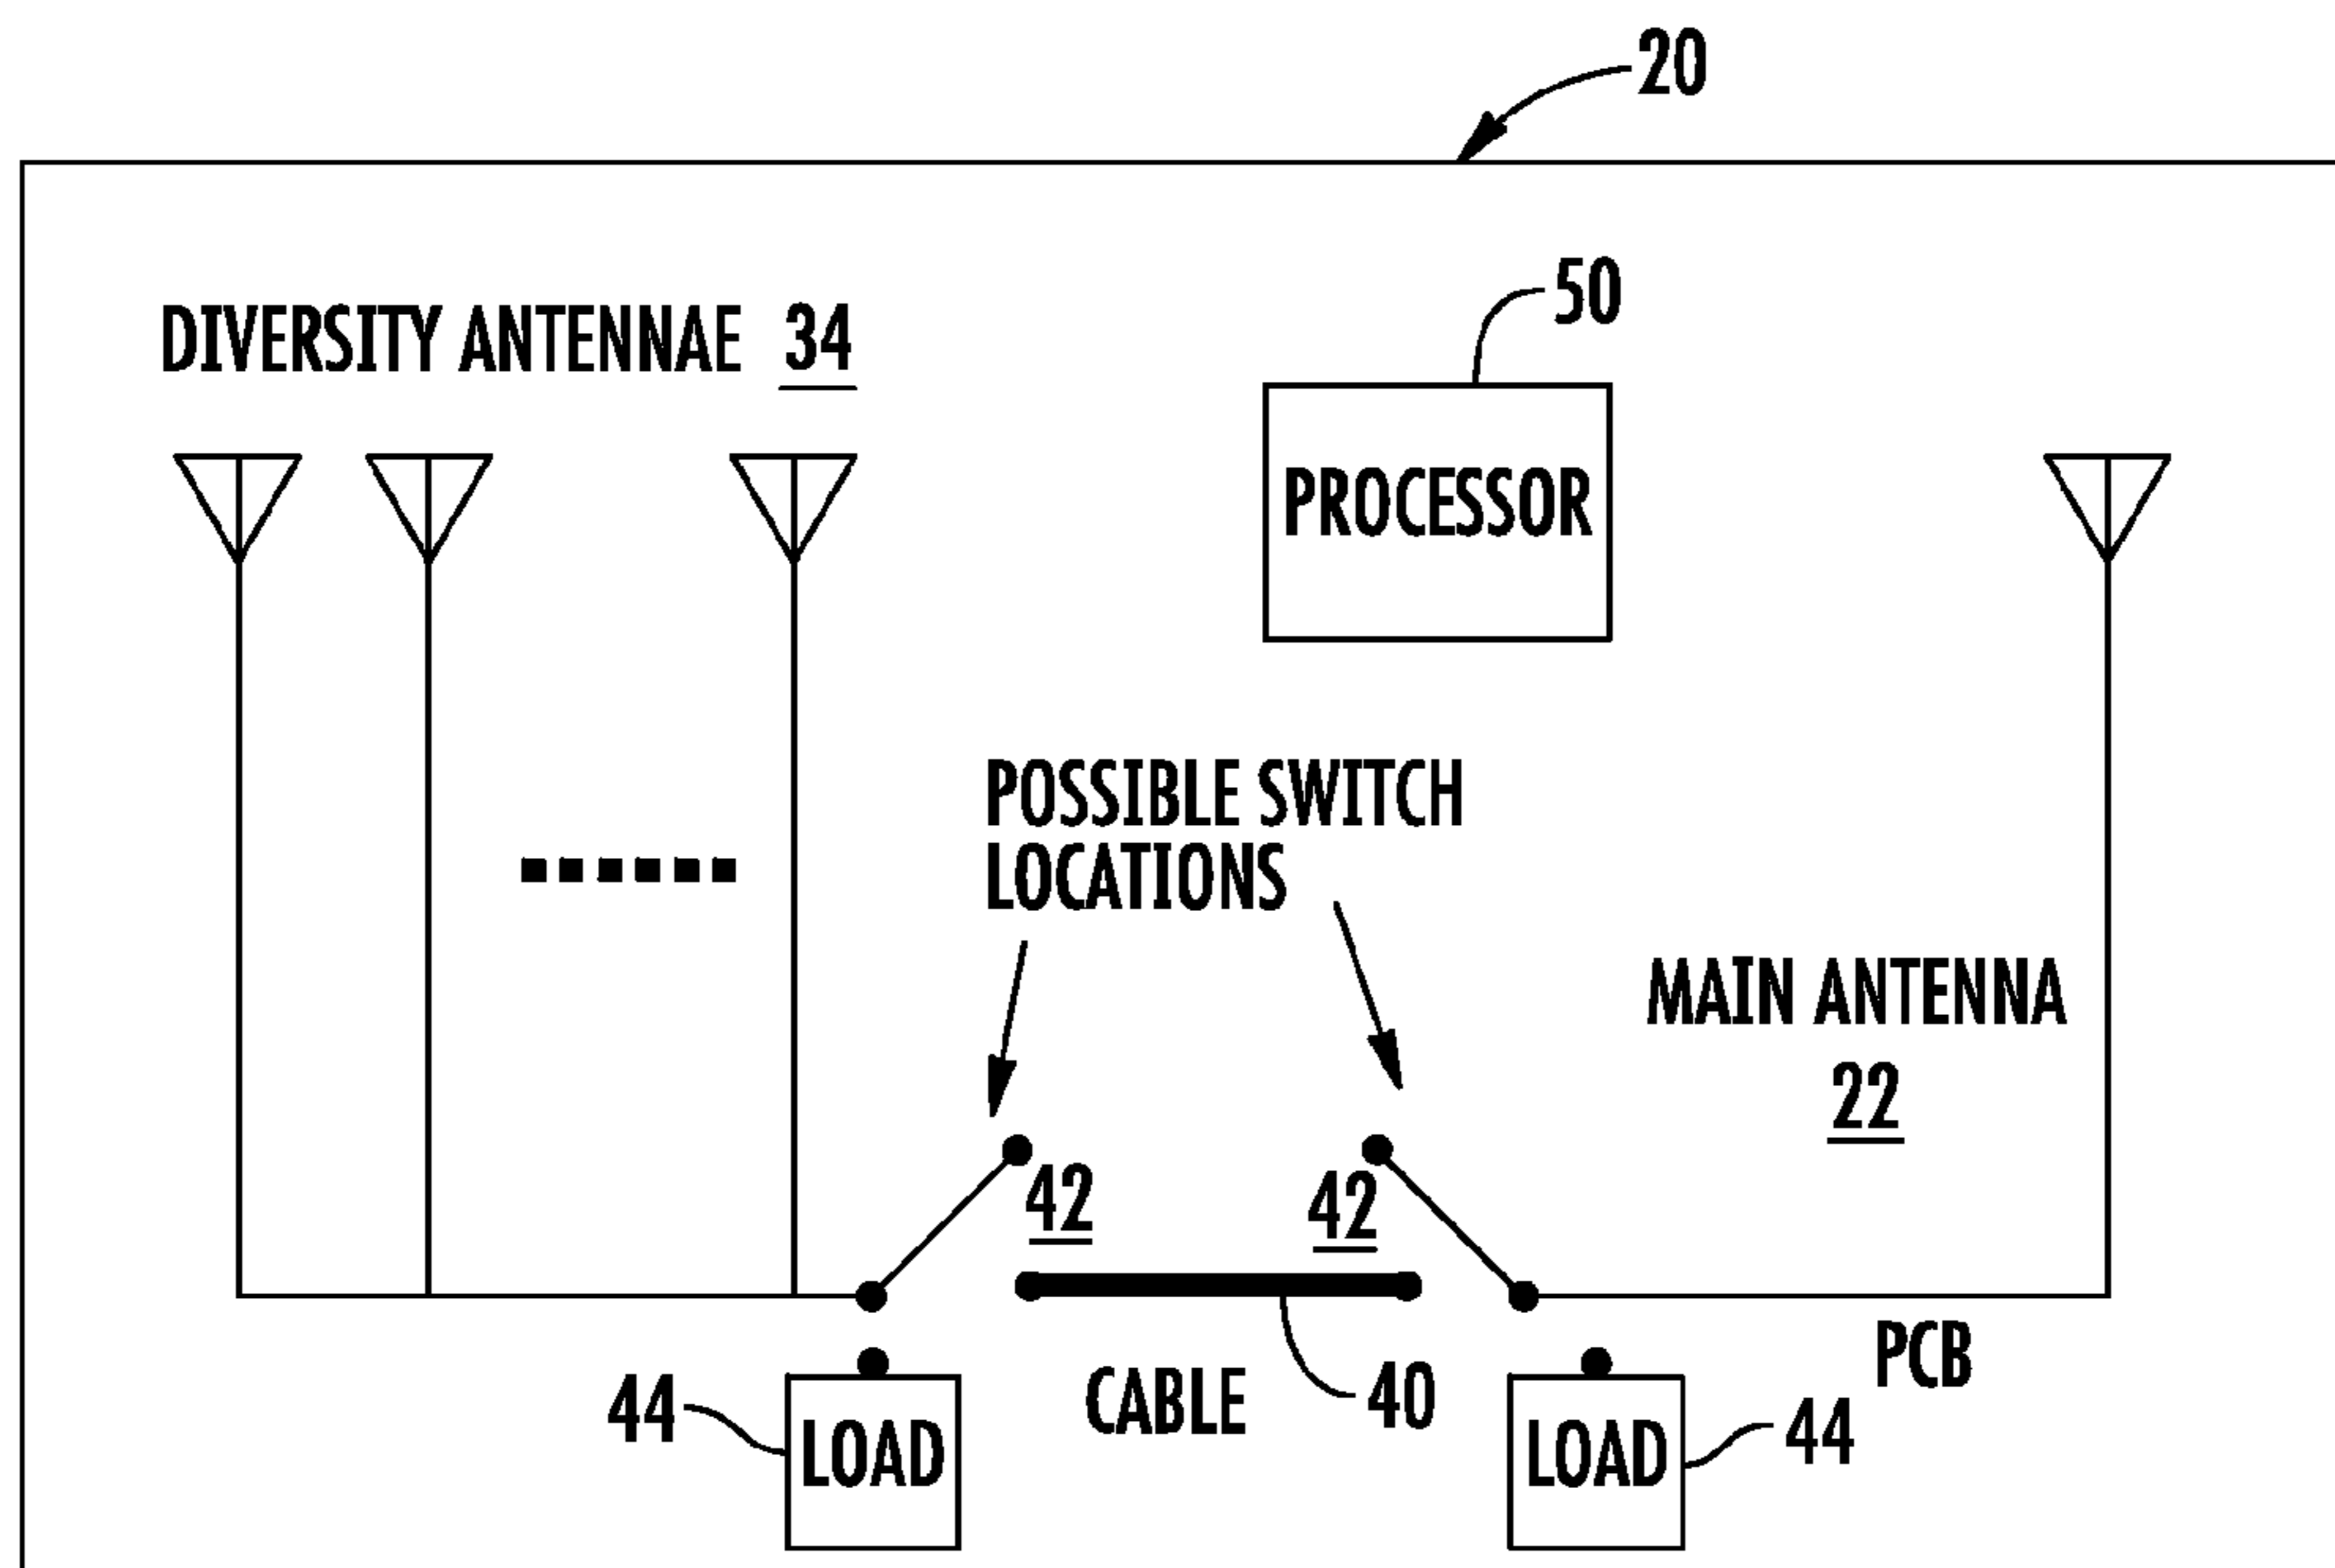 20
DIVERSITY ANTENNAE 34
50
PROCESSOR
POSSIBLE SWITCH
LOCATIONS
MAIN ANTENNA
22
42
42
PCB
44
LOAD
CABLE
40
LOAD
44